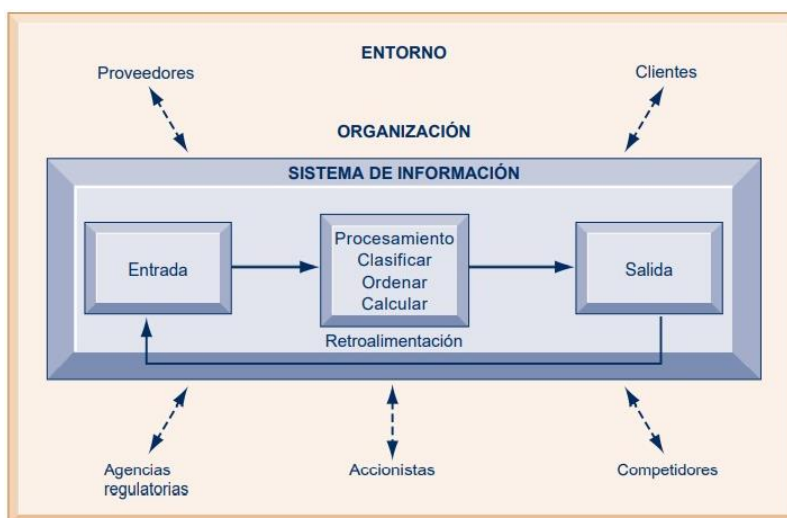 ENTORNO
Proveedores
Clientes
ORGANIZACIÓN
SISTEMA DE INFORMACIÓN
Entrada
Procesamiento
Clasificar
Ordenar
Calcular
Salida
Retroalimentación
Agencias
regulatorias
Accionistas
Competidores